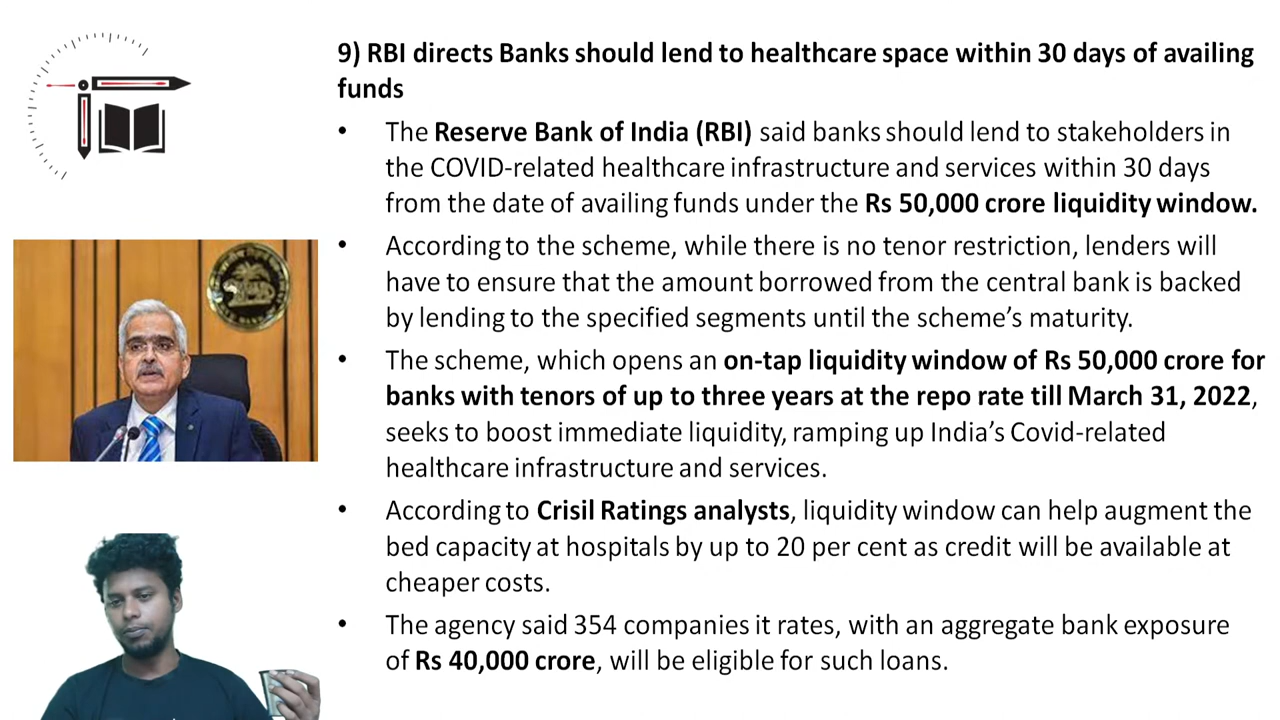 9) RBI directs Banks should lend to healthcare space within 30 days of availing
funds
• The Reserve Bank of India (RBI) said banks should lend to stakeholders in
the COVID-related healthcare infrastructure and services within 30 days
from the date of availing funds under the Rs 50,000 crore liquidity window.
• According to the scheme, while there is no tenor restriction, lenders will
have to ensure that the amount borrowed from the central bank is backed
by lending to the specified segments until the scheme’s maturity.
• The scheme, which opens an on-tap liquidity window of Rs 50,000 crore for
banks with tenors of up to three years at the repo rate till March 31, 2022,
seeks to boost immediate liquidity, ramping up India’s Covid-related
healthcare infrastructure and services.
• According to Crisil Ratings analysts, liquidity window can help augment the
bed capacity at hospitals by up to 20 per cent as credit will be available at
cheaper costs.
• The agency said 354 companies it rates, with an aggregate bank exposure
of Rs 40,000 crore, will be eligible for such loans.